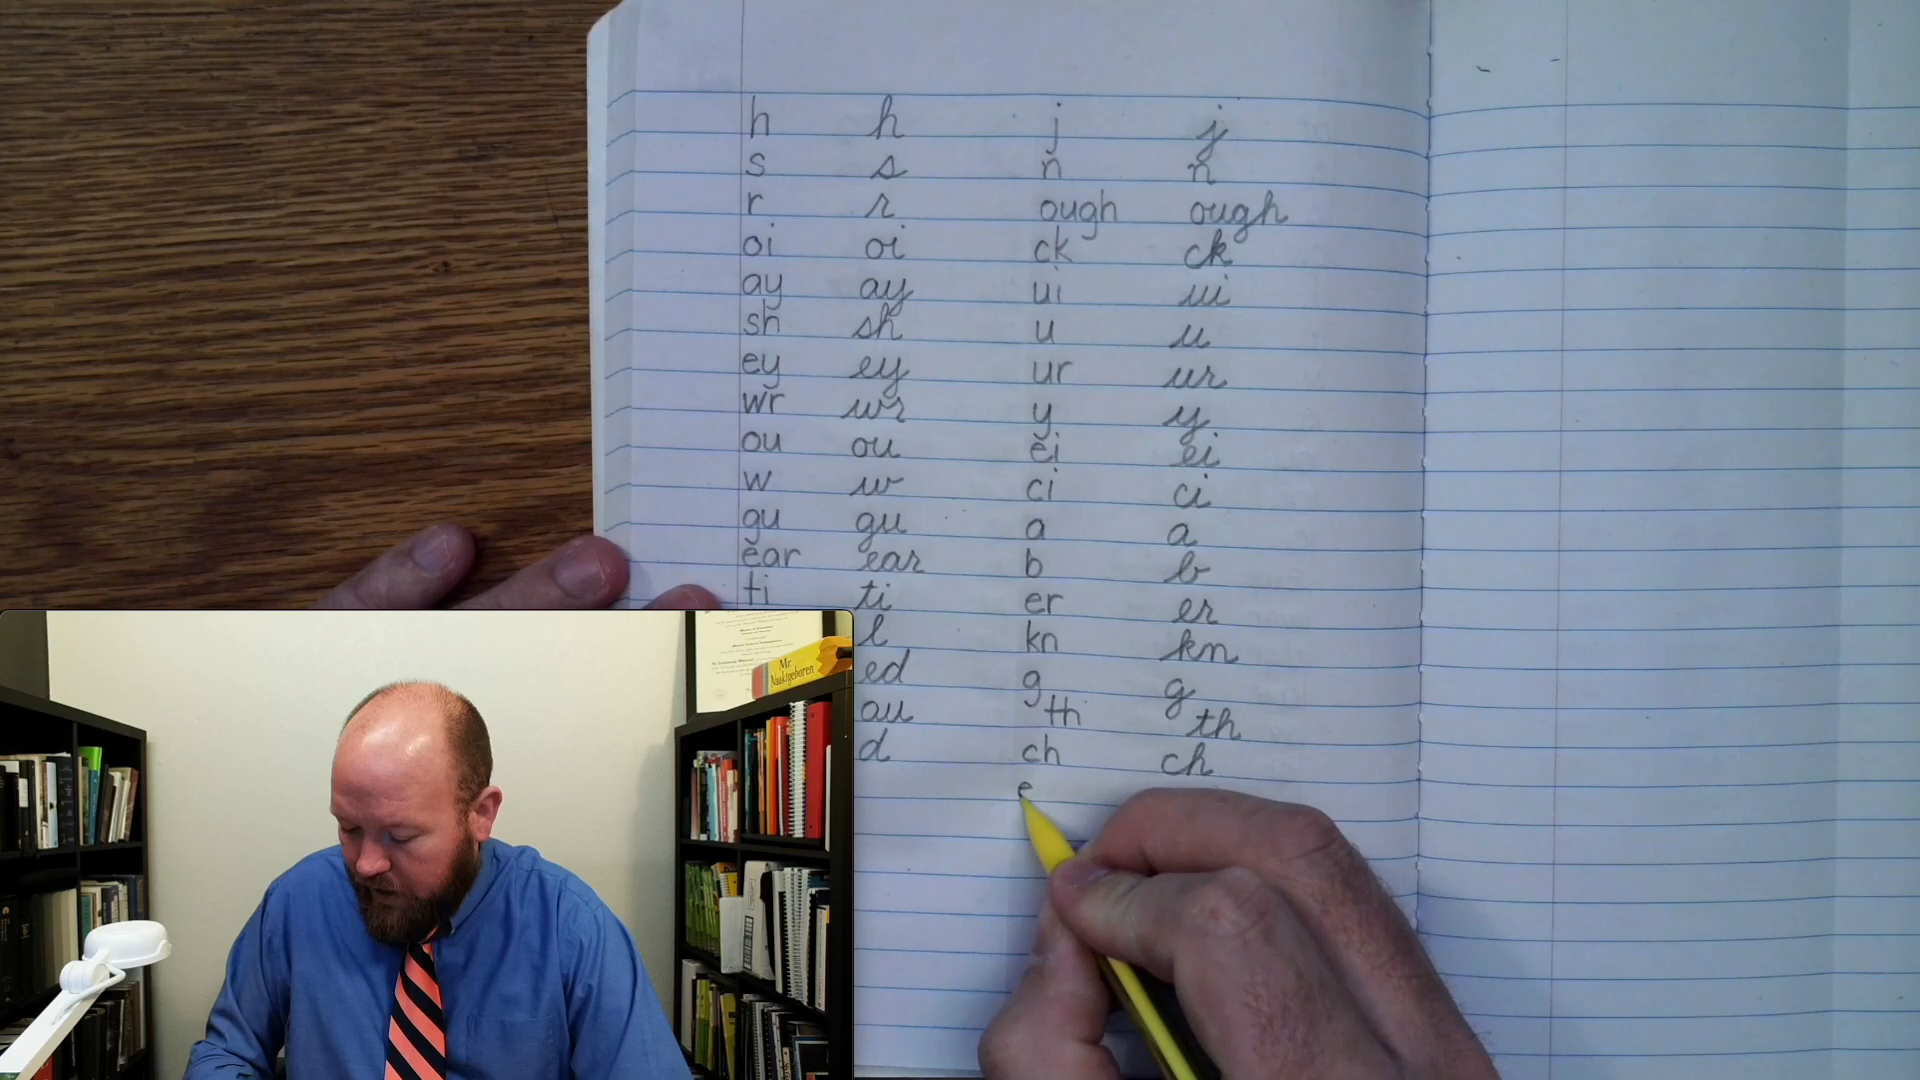 h h j j
s s n n
r r ough ough
oi oi ck ck
ay ay ui ui
sh sh u u
ey ey ur ur
wr wr y y
ou ou ei ei
w w ci ci
gu gu a a
ear ear b b
ti ti er er
l kn kn
ed g g
au th th
d ch ch
e
Mr
Nauktgeboren